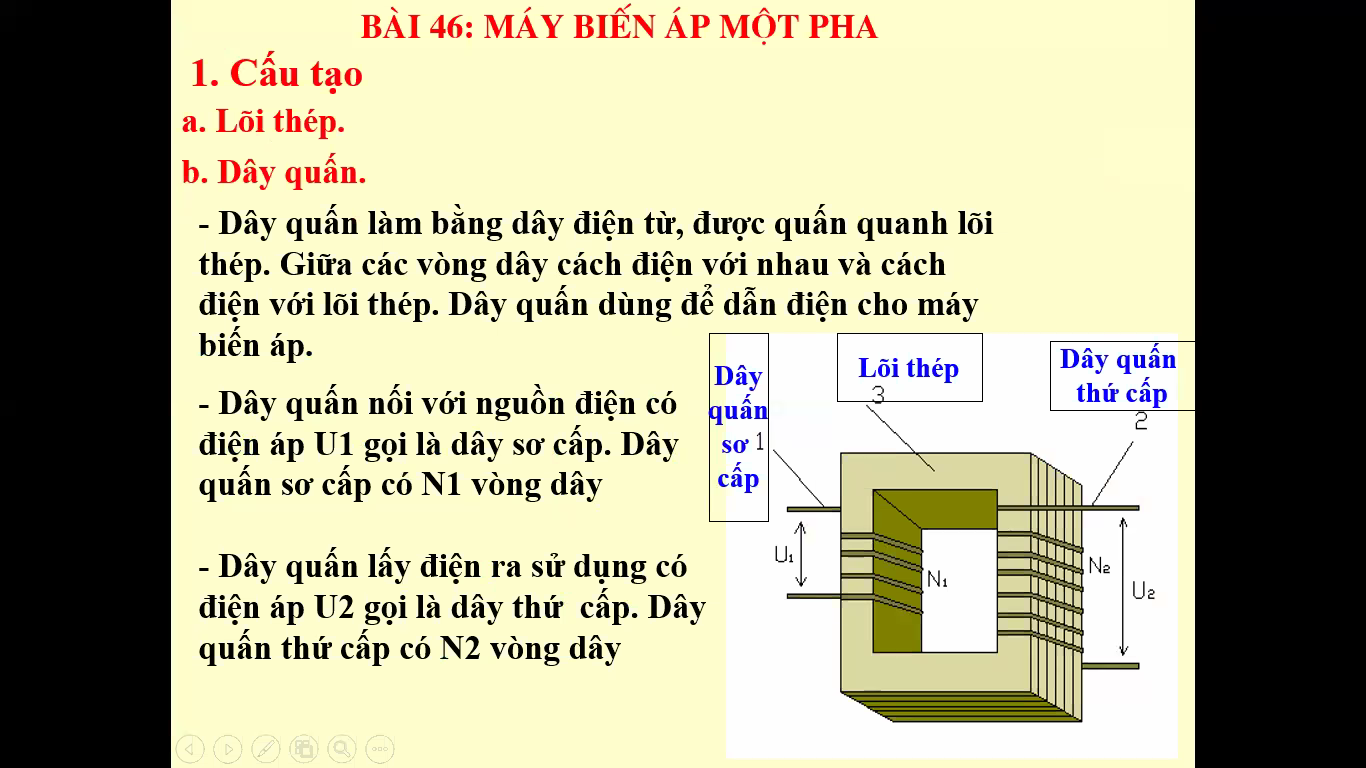 BÀI 46: MÁY BIẾN ÁP MỘT PHA
1. Cấu tạo
a. Lõi thép.
b. Dây quấn.
- Dây quấn làm bằng dây điện từ, được quấn quanh lõi
thép. Giữa các vòng dây cách điện với nhau và cách
điện với lõi thép. Dây quấn dùng để dẫn điện cho máy
biến áp.
- Dây quấn nối với nguồn điện có
điện áp U1 gọi là dây sơ cấp. Dây
quấn sơ cấp có N1 vòng dây
- Dây quấn lấy điện ra sử dụng có
điện áp U2 gọi là dây thứ cấp. Dây
quấn thứ cấp có N2 vòng dây
Dây
quấn
sơ
cấp
1
Lõi thép
3
Dây quấn
thứ cấp
2
U1
N1
N2
U2